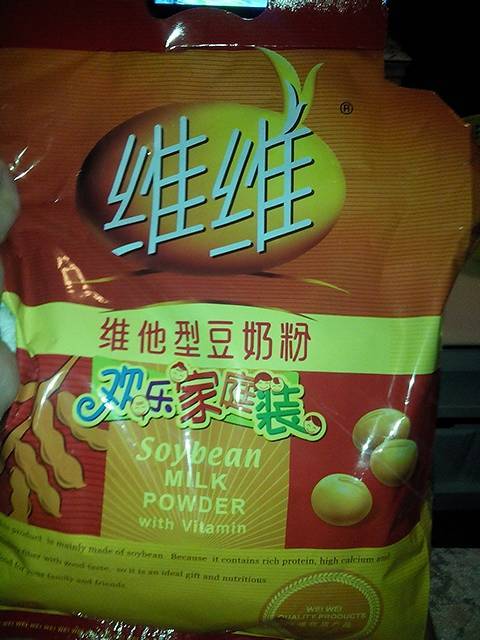 维维
®
维他型豆奶粉
欢乐家庭装
Soybean
MILK
POWDER
with Vitamin
product is mainly made of soybean Because it contains rich protein, high calcium and
fiber with good taste, so it is an ideal gift and nutritious
food for your family and friends
WEI WEI
QUALITY PRODUCTS